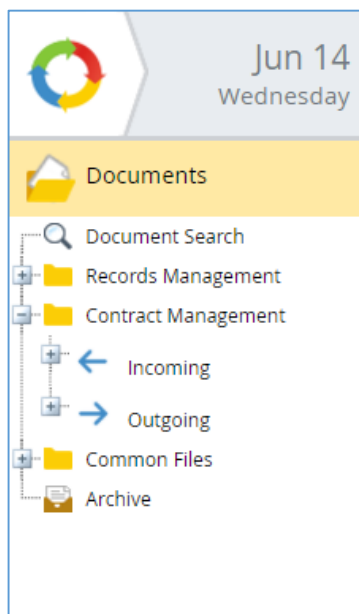 Jun 14
Wednesday
Documents
Document Search
Records Management
Contract Management
Incoming
Outgoing
Common Files
Archive